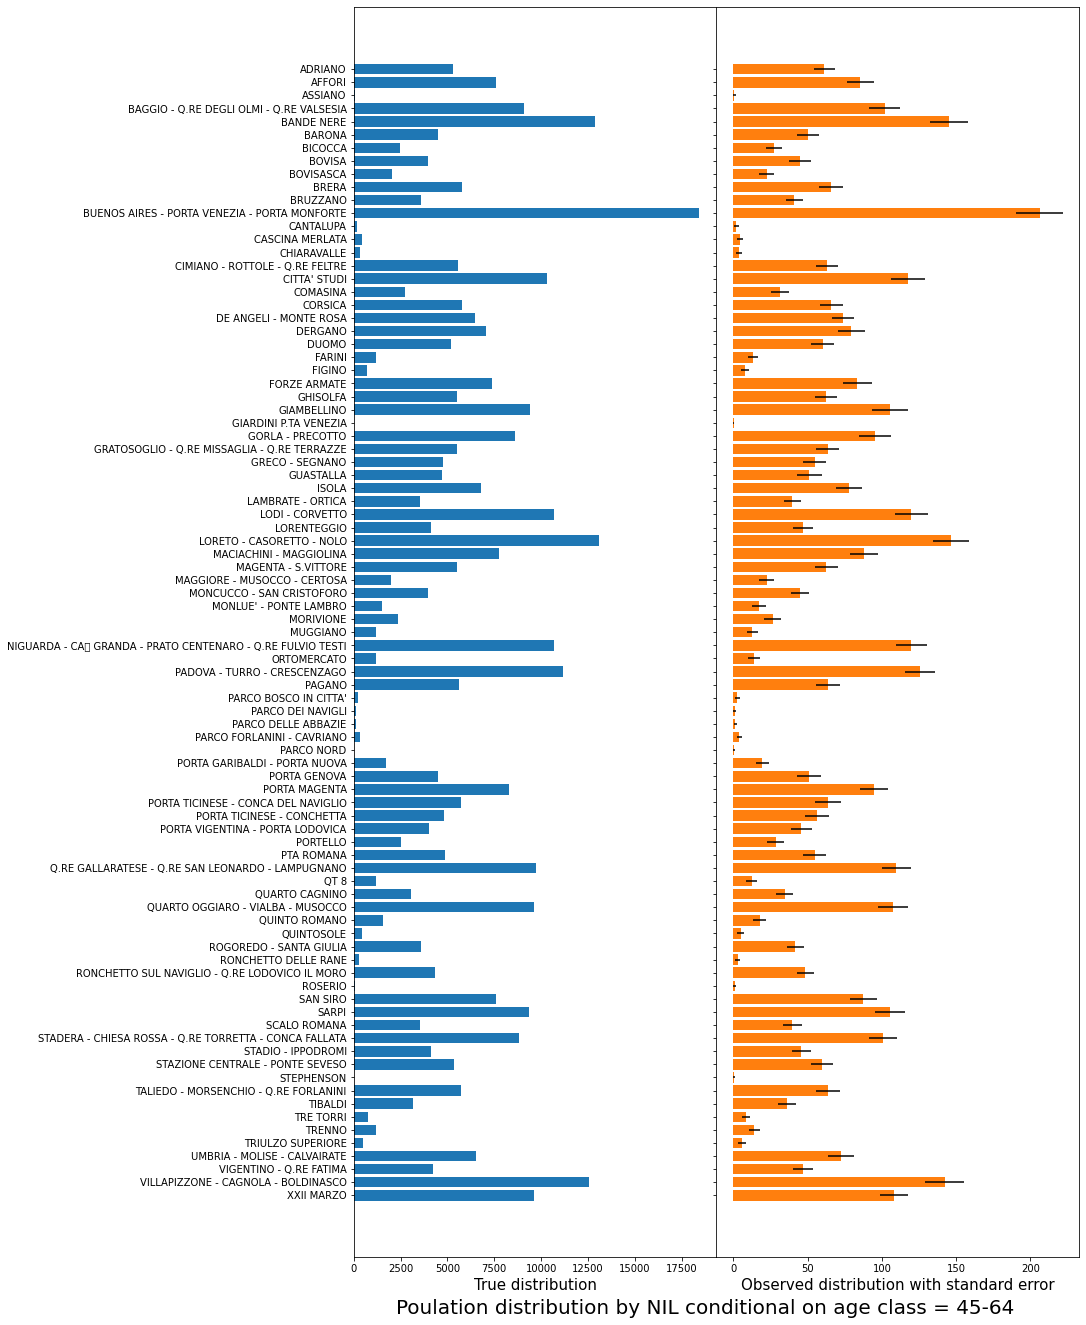 ADRIANO
AFFORI
ASSIANO
BAGGIO - Q.RE DEGLI OLMI - Q.RE VALSESIA
BANDE NERE
BARONA
BICOCCA
BOVISA
BOVISASCA
BRERA
BRUZZANO
BUENOS AIRES - PORTA VENEZIA - PORTA MONFORTE
CANTALUPA
CASCINA MERLATA
CHIARAVALLE
CIMIANO - ROTTOLE - Q.RE FELTRE
CITTA' STUDI
COMASINA
CORSICA
DE ANGELI - MONTE ROSA
DERGANO
DUOMO
FARINI
FIGINO
FORZE ARMATE
GHISOLFA
GIAMBELLINO
GIARDINI P.TA VENEZIA
GORLA - PRECOTTO
GRATOSOGLIO - Q.RE MISSAGLIA - Q.RE TERRAZZE
GRECO - SEGNANO
GUASTALLA
ISOLA
LAMBRATE - ORTICA
LODI - CORVETTO
LORENTEGGIO
LORETO - CASORETTO - NOLO
MACIACHINI - MAGGIOLINA
MAGENTA - S.VITTORE
MAGGIORE - MUSOCCO - CERTOSA
MONCUCCO - SAN CRISTOFORO
MONLUE' - PONTE LAMBRO
MORIVIONE
MUGGIANO
NIGUARDA - CA▯ GRANDA - PRATO CENTENARO - Q.RE FULVIO TESTI
ORTOMERCATO
PADOVA - TURRO - CRESCENZAGO
PAGANO
PARCO BOSCO IN CITTA'
PARCO DEI NAVIGLI
PARCO DELLE ABBAZIE
PARCO FORLANINI - CAVRIANO
PARCO NORD
PORTA GARIBALDI - PORTA NUOVA
PORTA GENOVA
PORTA MAGENTA
PORTA TICINESE - CONCA DEL NAVIGLIO
PORTA TICINESE - CONCHETTA
PORTA VIGENTINA - PORTA LODOVICA
PORTELLO
PTA ROMANA
Q.RE GALLARATESE - Q.RE SAN LEONARDO - LAMPUGNANO
QT 8
QUARTO CAGNINO
QUARTO OGGIARO - VIALBA - MUSOCCO
QUINTO ROMANO
QUINTOSOLE
ROGOREDO - SANTA GIULIA
RONCHETTO DELLE RANE
RONCHETTO SUL NAVIGLIO - Q.RE LODOVICO IL MORO
ROSERIO
SAN SIRO
SARPI
SCALO ROMANA
STADERA - CHIESA ROSSA - Q.RE TORRETTA - CONCA FALLATA
STADIO - IPPODROMI
STAZIONE CENTRALE - PONTE SEVESO
STEPHENSON
TALIEDO - MORSENCHIO - Q.RE FORLANINI
TIBALDI
TRE TORRI
TRENNO
TRIULZO SUPERIORE
UMBRIA - MOLISE - CALVAIRATE
VIGENTINO - Q.RE FATIMA
VILLAPIZZONE - CAGNOLA - BOLDINASCO
XXII MARZO
0 2500 5000 7500 10000 12500 15000 17500
True distribution
0 50 100 150 200
Observed distribution with standard error
Poulation distribution by NIL conditional on age class = 45-64